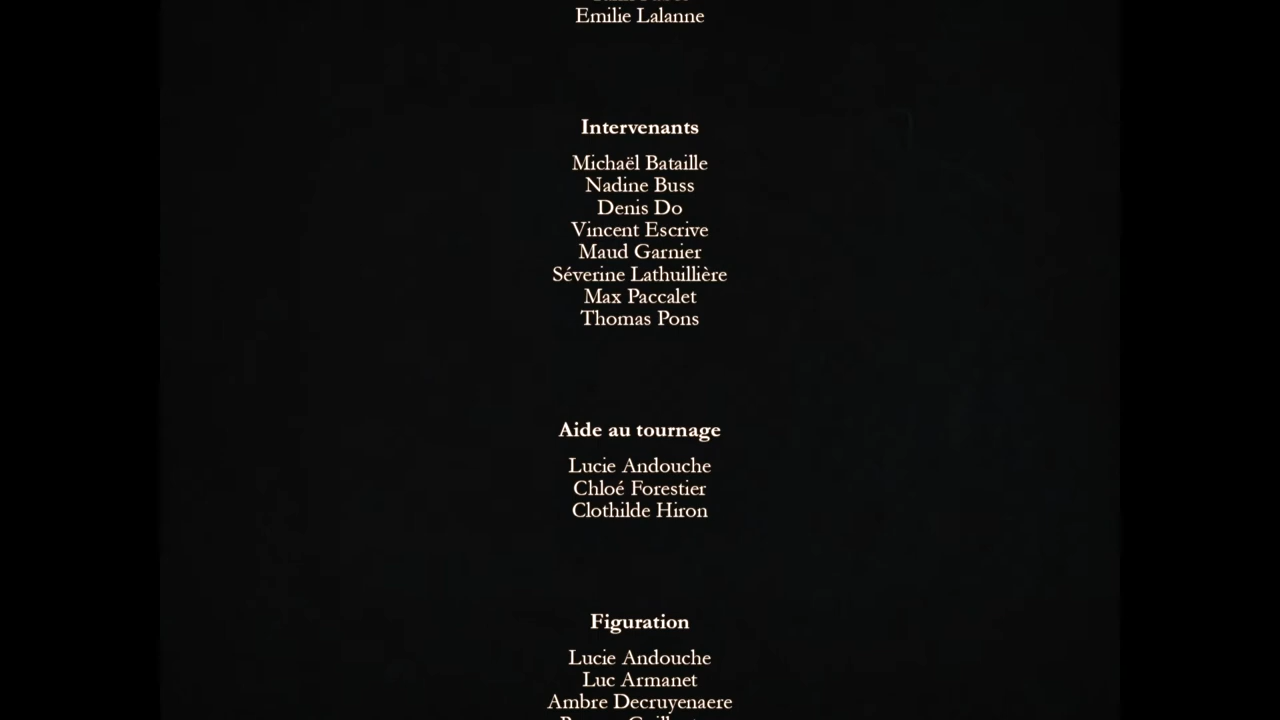 Emilie Lalanne
Intervenants
Michaël Bataille
Nadine Buss
Denis Do
Vincent Escrive
Maud Garnier
Séverine Lathuillière
Max Paccalet
Thomas Pons
Aide au tournage
Lucie Andouche
Chloé Forestier
Clothilde Hiron
Figuration
Lucie Andouche
Luc Armanet
Ambre Decruyenaere